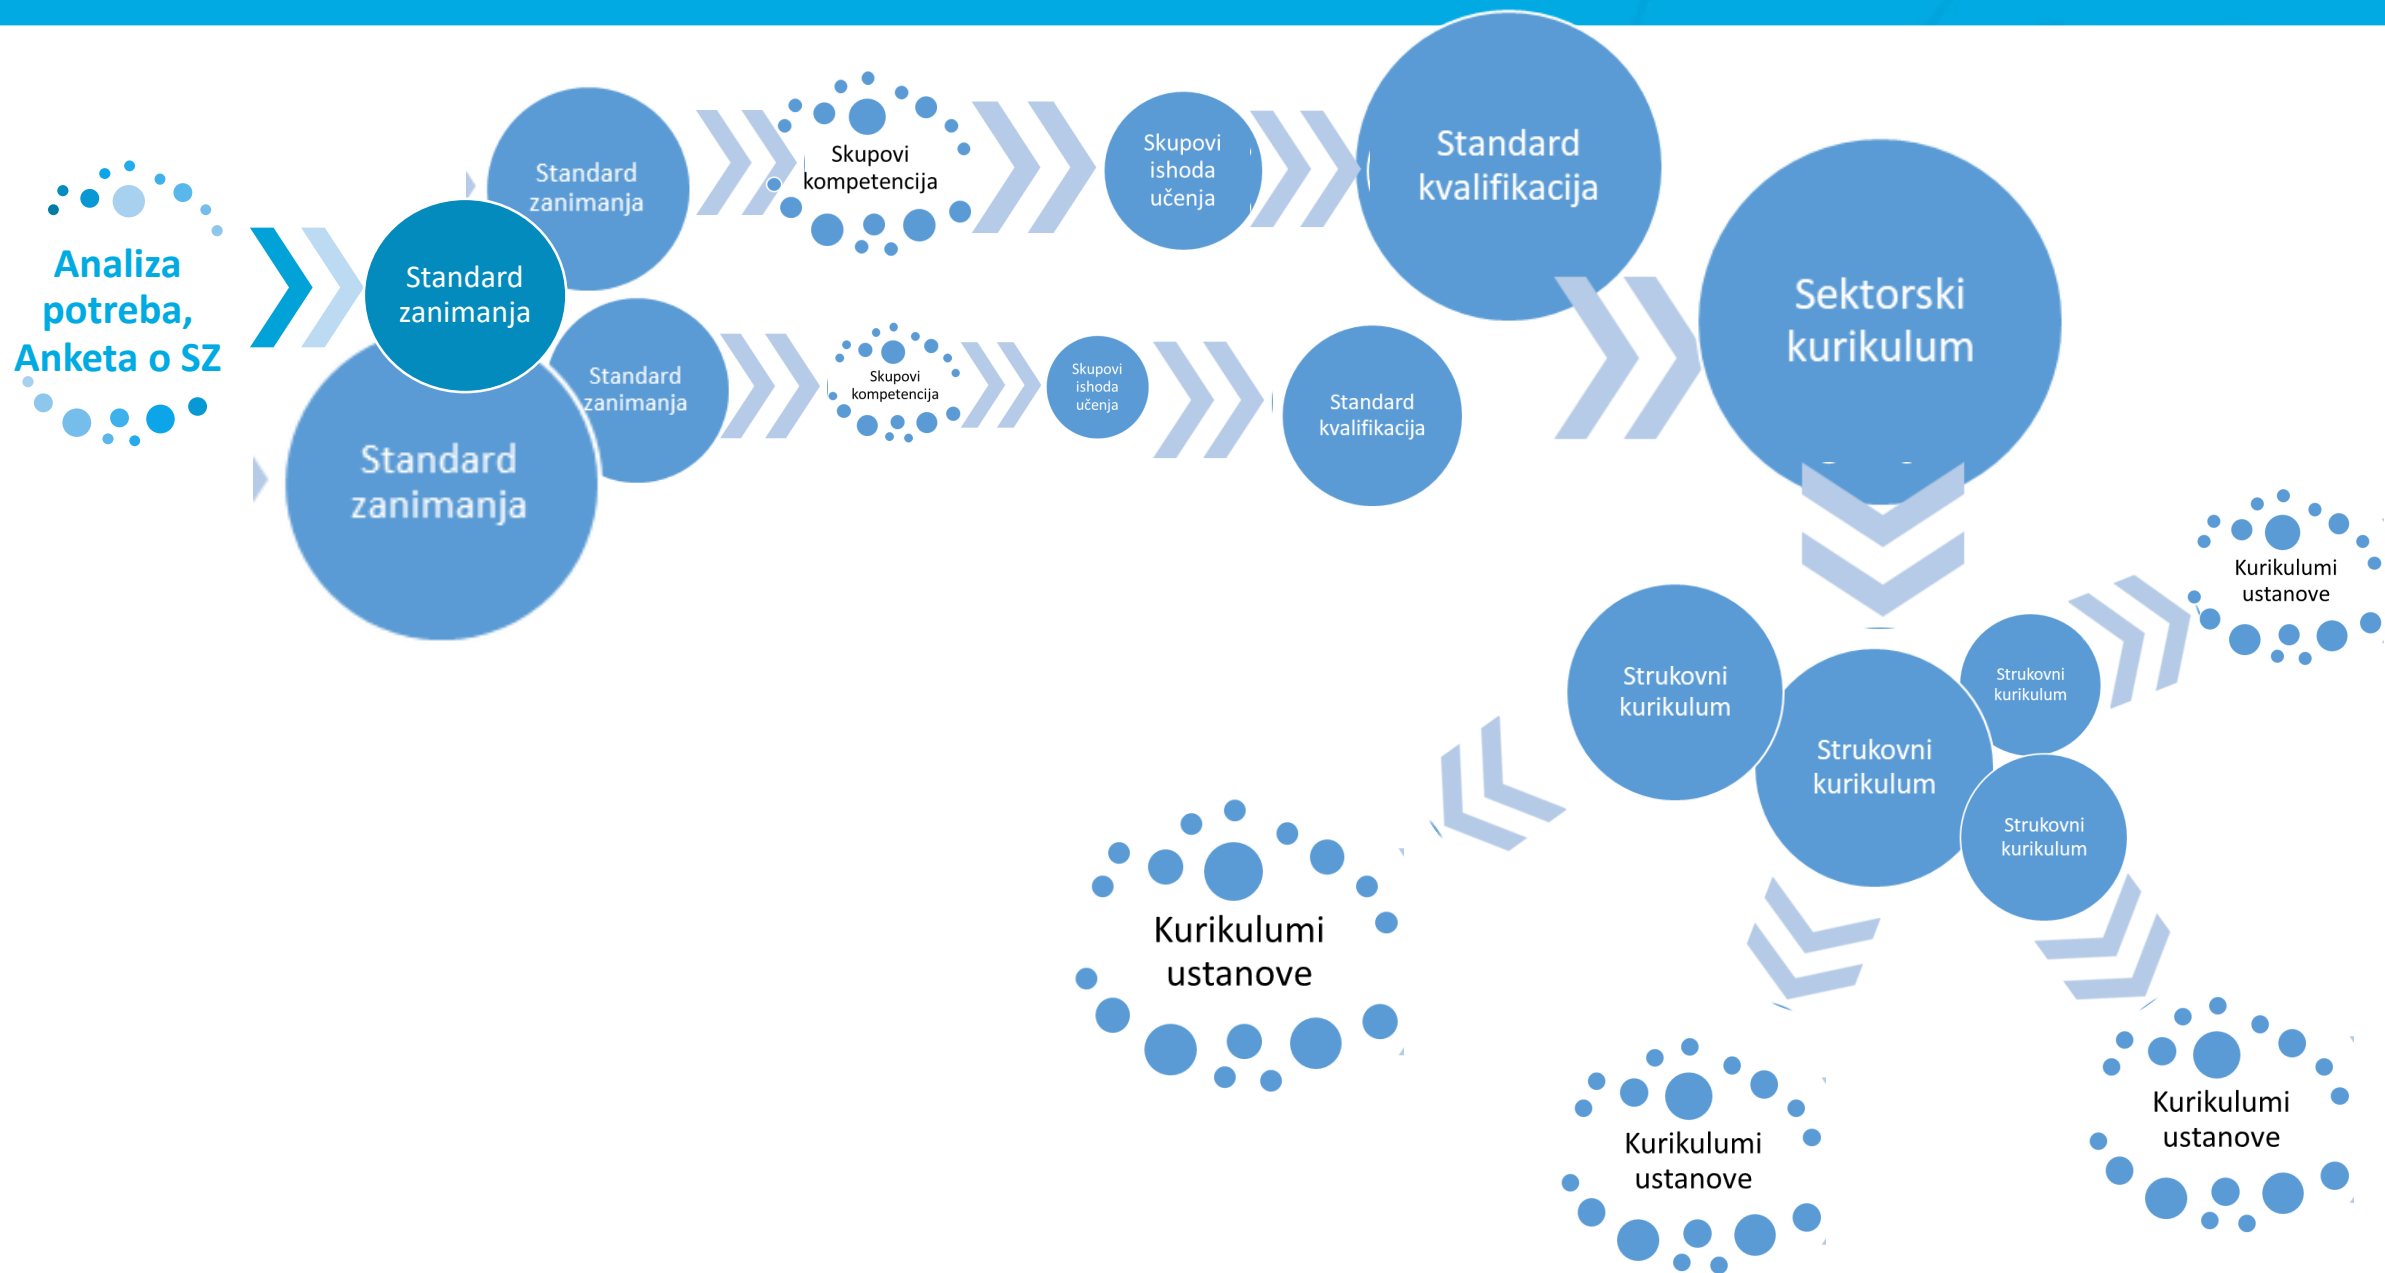 Analiza
potreba,
Anketa o SZ
Standard
zanimanja
Standard
zanimanja
Standard
zanimanja
Standard
zanimanja
Skupovi
kompetencija
Skupovi
ishoda
učenja
Standard
kvalifikacija
Skupovi
kompetencija
Skupovi
ishoda
učenja
Standard
kvalifikacija
Sektorski
kurikulum
Strukovni
kurikulum
Strukovni
kurikulum
Strukovni
kurikulum
Strukovni
kurikulum
Kurikulumi
ustanove
Kurikulumi
ustanove
Kurikulumi
ustanove
Kurikulumi
ustanove